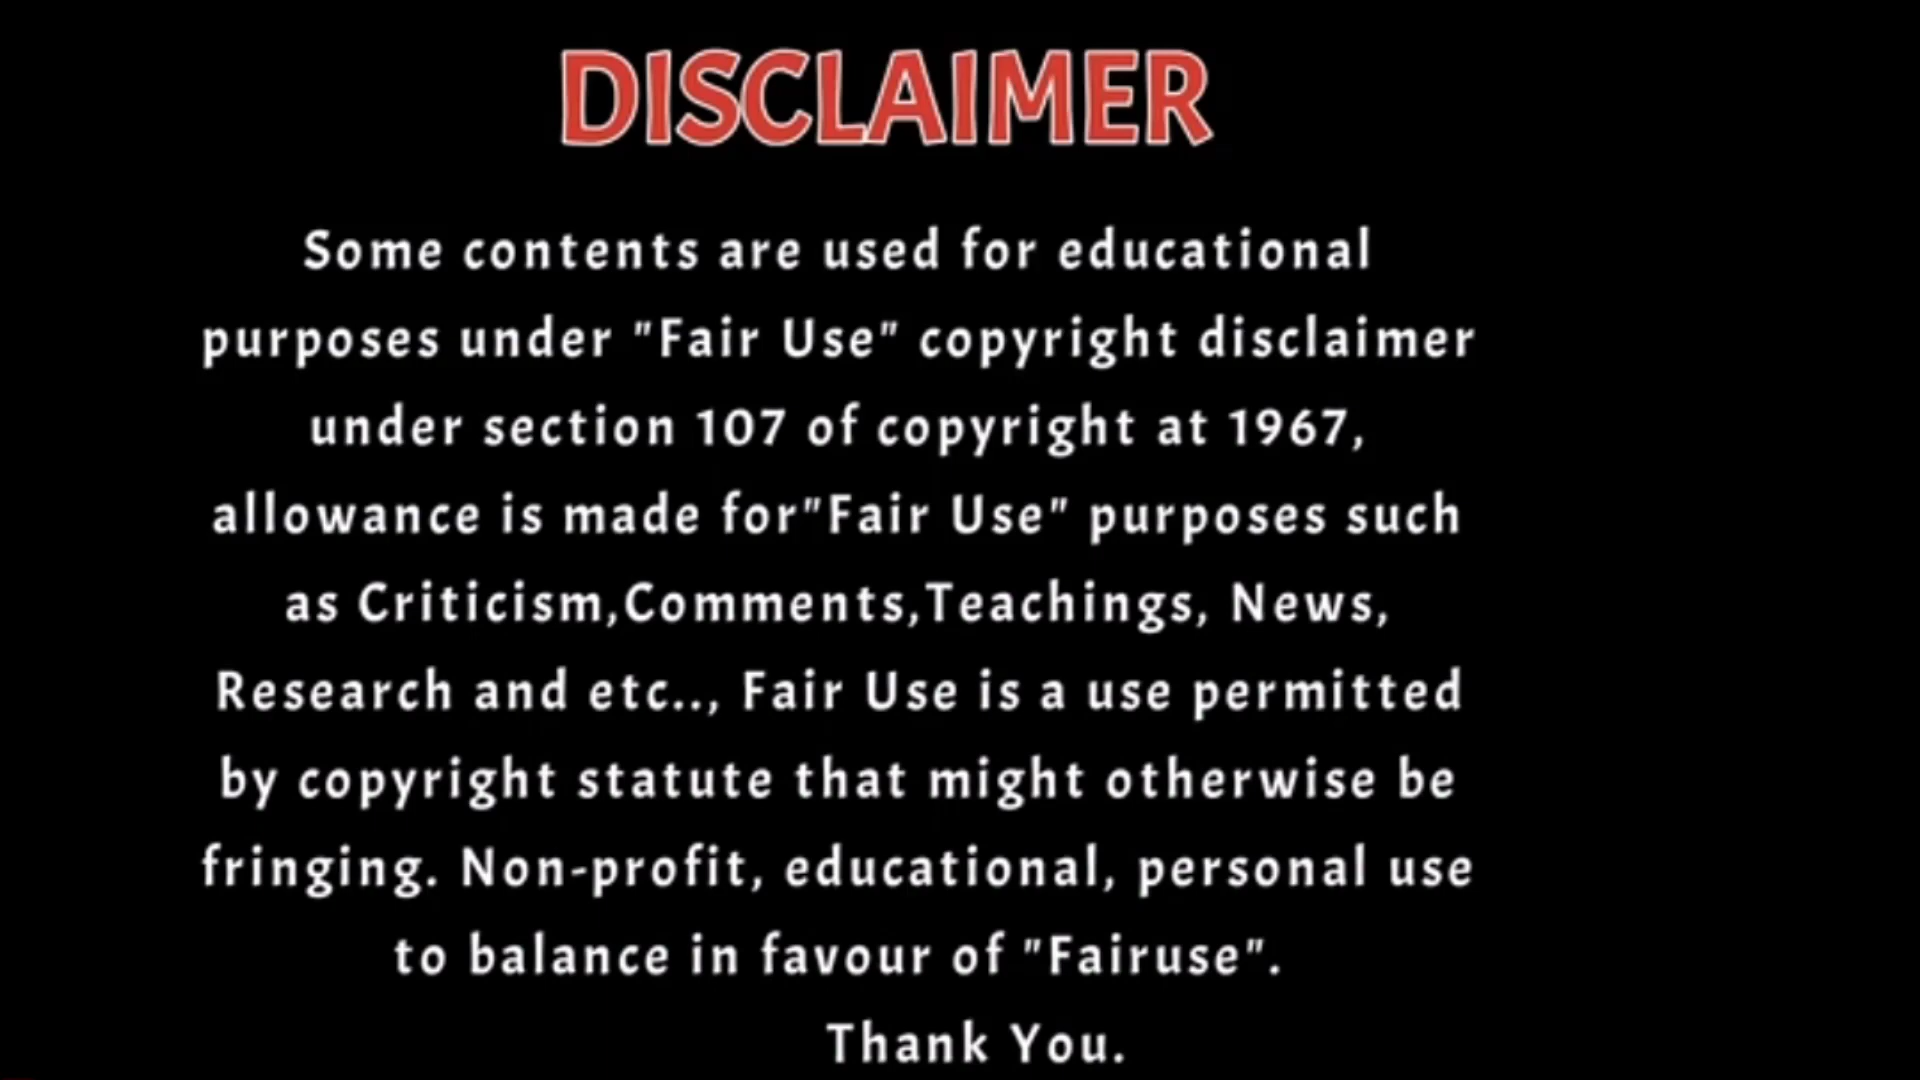 DISCLAIMER
Some contents are used for educational
purposes under "Fair Use" copyright disclaimer
under section 107 of copyright at 1967,
allowance is made for"Fair Use" purposes such
as Criticism,Comments,Teachings, News,
Research and etc.., Fair Use is a use permitted
by copyright statute that might otherwise be
fringing. Non-profit, educational, personal use
to balance in favour of "Fairuse".
Thank You.